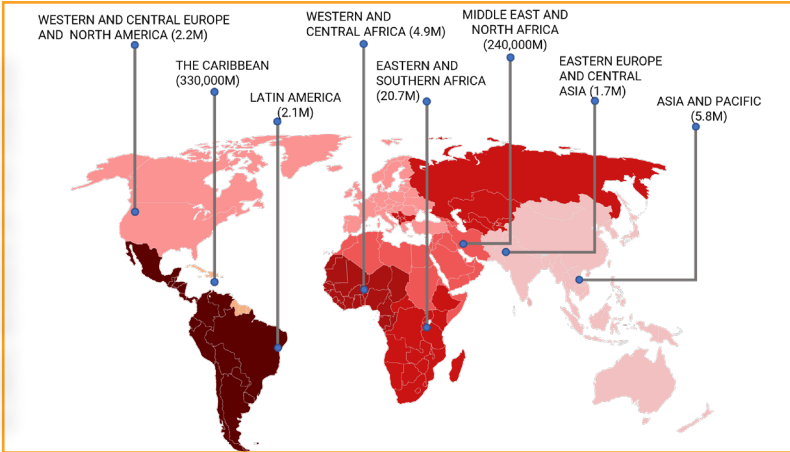 WESTERN AND CENTRAL EUROPE
AND NORTH AMERICA (2.2M)
THE CARIBBEAN
(330,000M)
LATIN AMERICA
(2.1M)
WESTERN AND
CENTRAL AFRICA (4.9M)
EASTERN AND
SOUTHERN AFRICA
(20.7M)
MIDDLE EAST AND
NORTH AFRICA
(240,000M)
EASTERN EUROPE
AND CENTRAL
ASIA (1.7M)
ASIA AND PACIFIC
(5.8M)